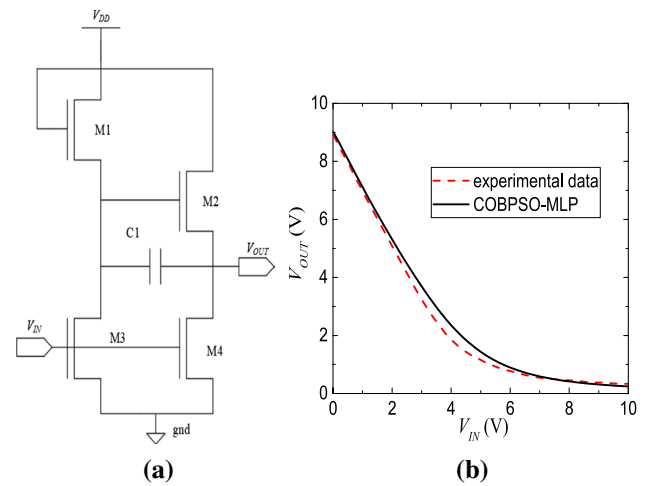 V_DD
M1
M2
C1
V_OUT
V_IN
M3
M4
gnd
(a)
10
8
6
4
2
0
V_OUT (V)
experimental data
COBPSO-MLP
0 2 4 6 8 10
V_IN (V)
(b)